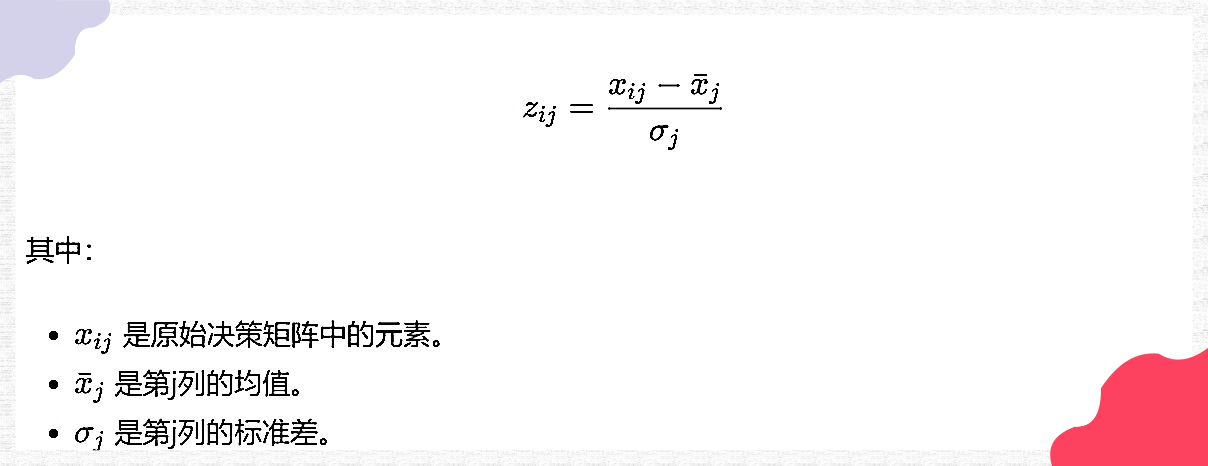 $z_{ij} = \frac{x_{ij} - \bar{x}_j}{\sigma_j}$
其中：
• $x_{ij}$ 是原始决策矩阵中的元素。
• $\bar{x}_j$ 是第j列的均值。
• $\sigma_j$ 是第j列的标准差。